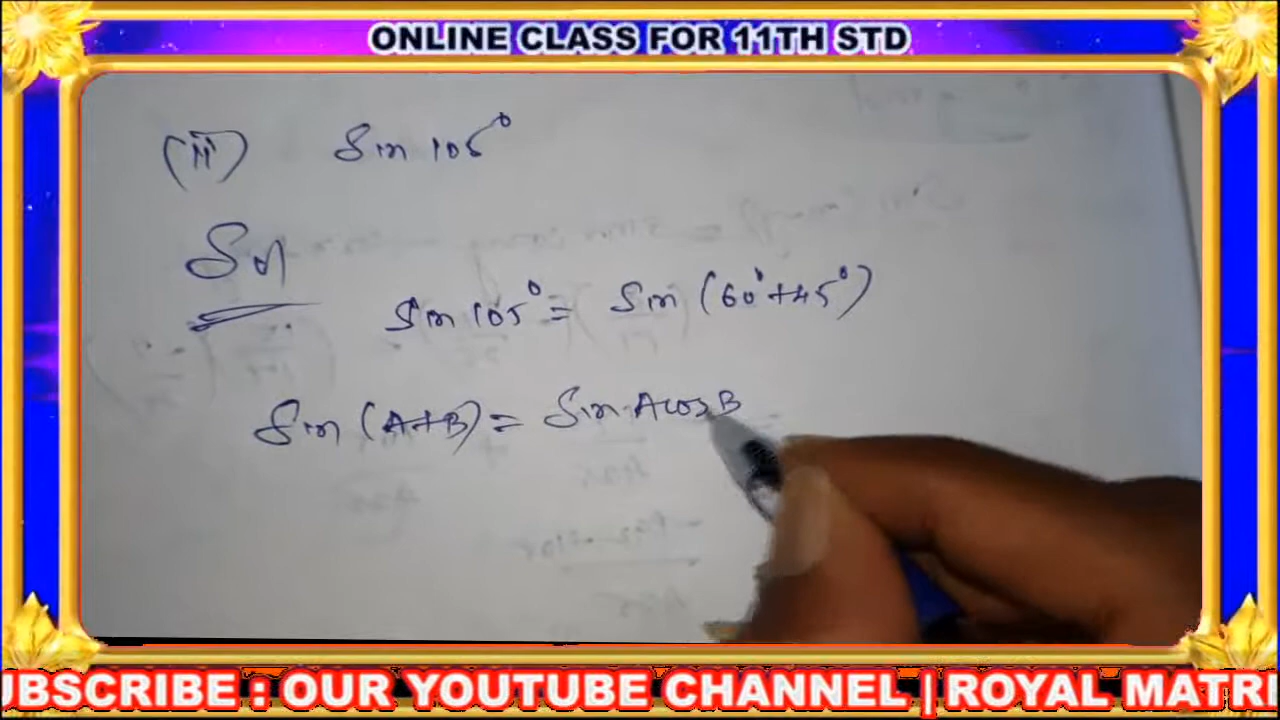 ONLINE CLASS FOR 11TH STD
(ii) Sin 105°
Sol
Sin 105° = Sin (60°+45°)
Sin (A+B) = Sin A cos B
UBSCRIBE : OUR YOUTUBE CHANNEL | ROYAL MATRI